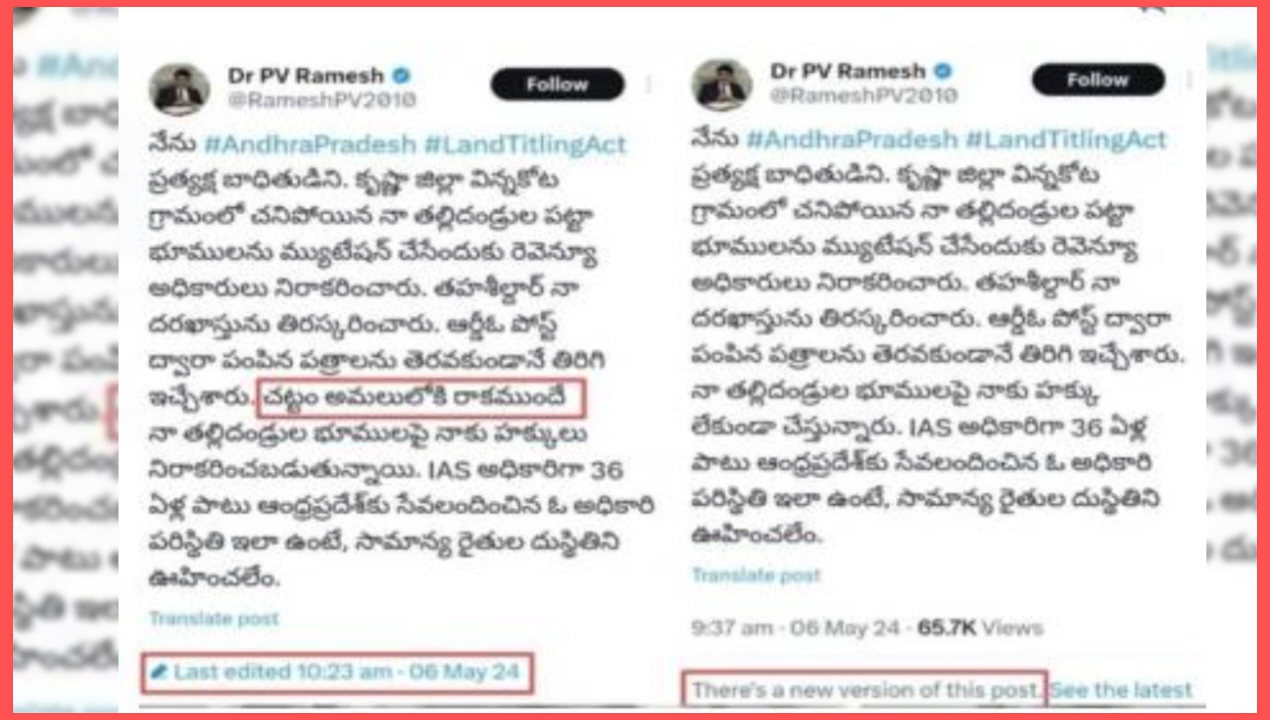 Dr PV Ramesh
@RameshPV2010
Follow
నేను #AndhraPradesh #LandTitlingAct
ప్రత్యక్ష బాధితుడిని. కృష్ణా జిల్లా విన్నకోట
గ్రామంలో చనిపోయిన నా తల్లిదండ్రుల పట్టా
భూములను మ్యుటేషన్ చేసేందుకు రెవెన్యూ
అధికారులు నిరాకరించారు. తహశీల్దార్ నా
దరఖాస్తును తిరస్కరించారు. ఆర్డీఓ పోస్ట్
ద్వారా పంపిన పత్రాలను తెరవకుండానే తిరిగి
ఇచ్చేశారు. చట్టం అమలులోకి రాకముందే
నా తల్లిదండ్రుల భూములపై నాకు హక్కులు
నిరాకరించబడుతున్నాయి. IAS అధికారిగా 36
ఏళ్ల పాటు ఆంధ్రప్రదేశ్‌కు సేవలందించిన ఓ అధికారి
పరిస్థితి ఇలా ఉంటే, సామాన్య రైతుల దుస్థితిని
ఊహించలేం.
Translate post
Last edited 10:23 am · 06 May 24
Dr PV Ramesh
@RameshPV2010
Follow
నేను #AndhraPradesh #LandTitlingAct
ప్రత్యక్ష బాధితుడిని. కృష్ణా జిల్లా విన్నకోట
గ్రామంలో చనిపోయిన నా తల్లిదండ్రుల పట్టా
భూములను మ్యుటేషన్ చేసేందుకు రెవెన్యూ
అధికారులు నిరాకరించారు. తహశీల్దార్ నా
దరఖాస్తును తిరస్కరించారు. ఆర్డీఓ పోస్ట్ ద్వారా
పంపిన పత్రాలను తెరవకుండానే తిరిగి ఇచ్చేశారు.
నా తల్లిదండ్రుల భూములపై నాకు హక్కు
లేకుండా చేస్తున్నారు. IAS అధికారిగా 36 ఏళ్ల
పాటు ఆంధ్రప్రదేశ్‌కు సేవలందించిన ఓ అధికారి
పరిస్థితి ఇలా ఉంటే, సామాన్య రైతుల దుస్థితిని
ఊహించలేం.
Translate post
9:37 am · 06 May 24 · 65.7K Views
There's a new version of this post. See the latest